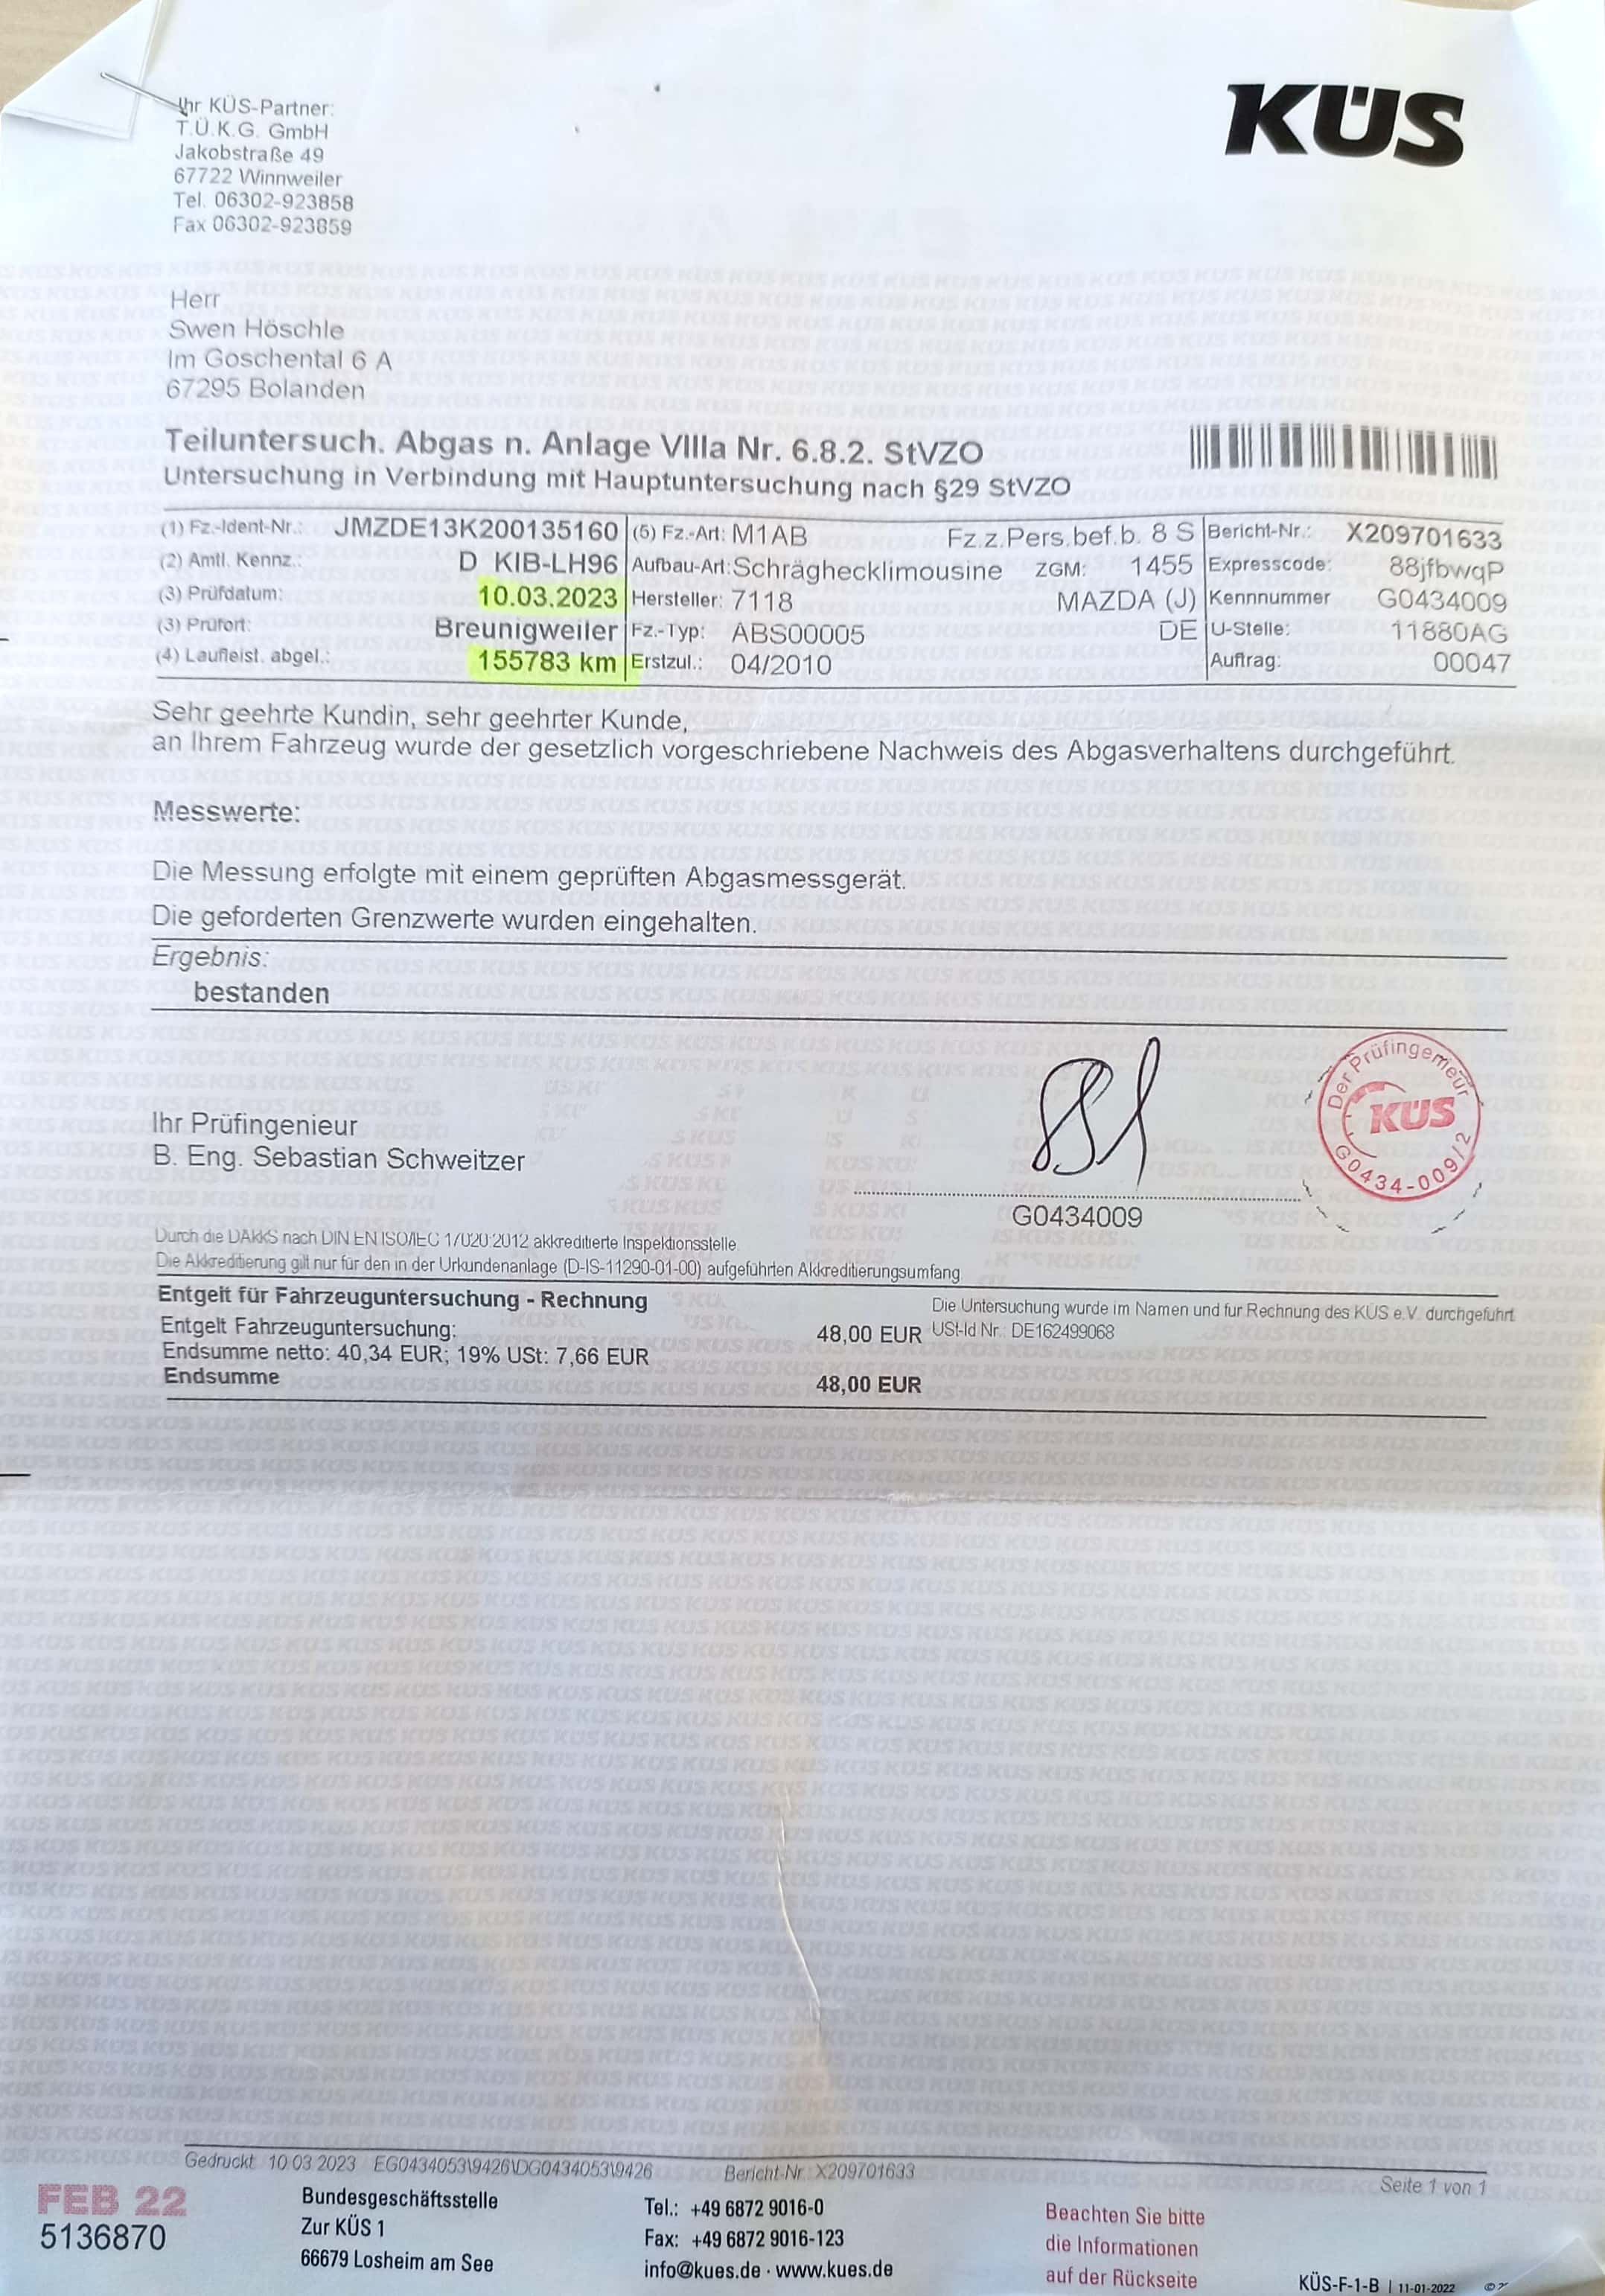 KÜS
Ihr KÜS-Partner:
T.Ü.K.G. GmbH
Jakobstraße 49
67722 Winnweiler
Tel. 06302-923858
Fax 06302-923859
Herr
Swen Höschle
Im Goschental 6 A
67295 Bolanden
Teiluntersuch. Abgas n. Anlage VIIIa Nr. 6.8.2. StVZO
Untersuchung in Verbindung mit Hauptuntersuchung nach §29 StVZO
(1) Fz.-Ident-Nr.: JMZDE13K200135160 (5) Fz.-Art: M1AB Fz.z.Pers.bef.b. 8 S Bericht-Nr.: X209701633
(2) Amtl. Kennz.: D KIB-LH96 Aufbau-Art: Schräghecklimousine ZGM: 1455 Expresscode: 88jfbwqP
(3) Prüfdatum: 10.03.2023 Hersteller: 7118 MAZDA (J) Kennnummer G0434009
(3) Prüfort: Breunigweiler Fz.-Typ: ABS00005 DE U-Stelle: 11880AG
(4) Laufleist. abgel.: 155783 km Erstzul.: 04/2010 Auftrag: 00047
Sehr geehrte Kundin, sehr geehrter Kunde,
an Ihrem Fahrzeug wurde der gesetzlich vorgeschriebene Nachweis des Abgasverhaltens durchgeführt.
Messwerte:
Die Messung erfolgte mit einem geprüften Abgasmessgerät.
Die geforderten Grenzwerte wurden eingehalten.
Ergebnis:
bestanden
Der Prüfingenieur
KÜS
G0434-009/2
Ihr Prüfingenieur
B. Eng. Sebastian Schweitzer
G0434009
Durch die DAkkS nach DIN EN ISO/IEC 17020:2012 akkreditierte Inspektionsstelle.
Die Akkreditierung gilt nur für den in der Urkundenanlage (D-IS-11290-01-00) aufgeführten Akkreditierungsumfang.
Entgelt für Fahrzeuguntersuchung - Rechnung
Die Untersuchung wurde im Namen und für Rechnung des KÜS e.V. durchgeführt
Entgelt Fahrzeuguntersuchung: 48,00 EUR USt-Id Nr.: DE162499068
Endsumme netto: 40,34 EUR; 19% USt: 7,66 EUR
Endsumme 48,00 EUR
Gedruckt 10.03.2023 EG0434053\9426\DG0434053\9426 Bericht-Nr. X209701633
Seite 1 von 1
FEB 22
5136870
Bundesgeschäftsstelle
Zur KÜS 1
66679 Losheim am See
Tel.: +49 6872 9016-0
Fax: +49 6872 9016-123
info@kues.de · www.kues.de
Beachten Sie bitte
die Informationen
auf der Rückseite
KÜS-F-1-B | 11-01-2022